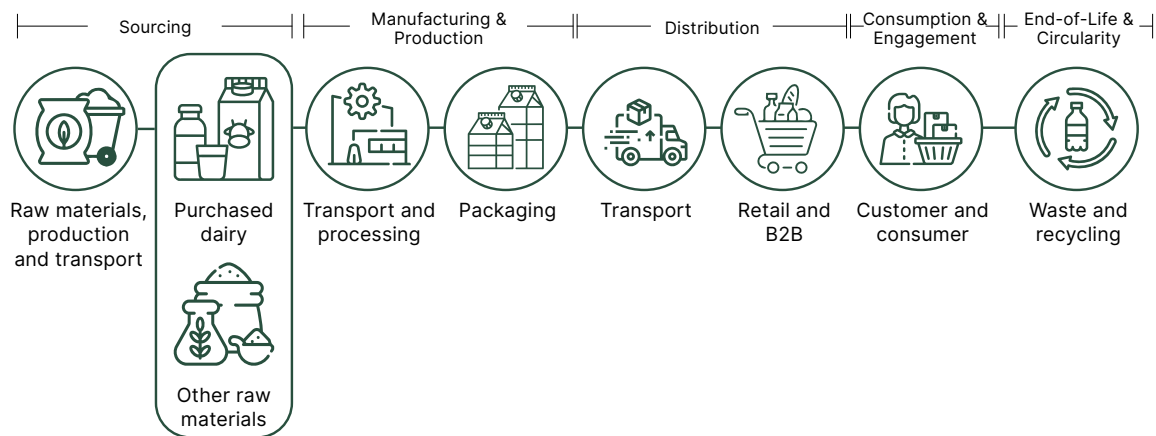 Sourcing
Manufacturing &
Production
Distribution
Consumption &
Engagement
End-of-Life &
Circularity
Raw materials,
production
and transport
Purchased
dairy
Other raw
materials
Transport and
processing
Packaging
Transport
Retail and
B2B
Customer and
consumer
Waste and
recycling